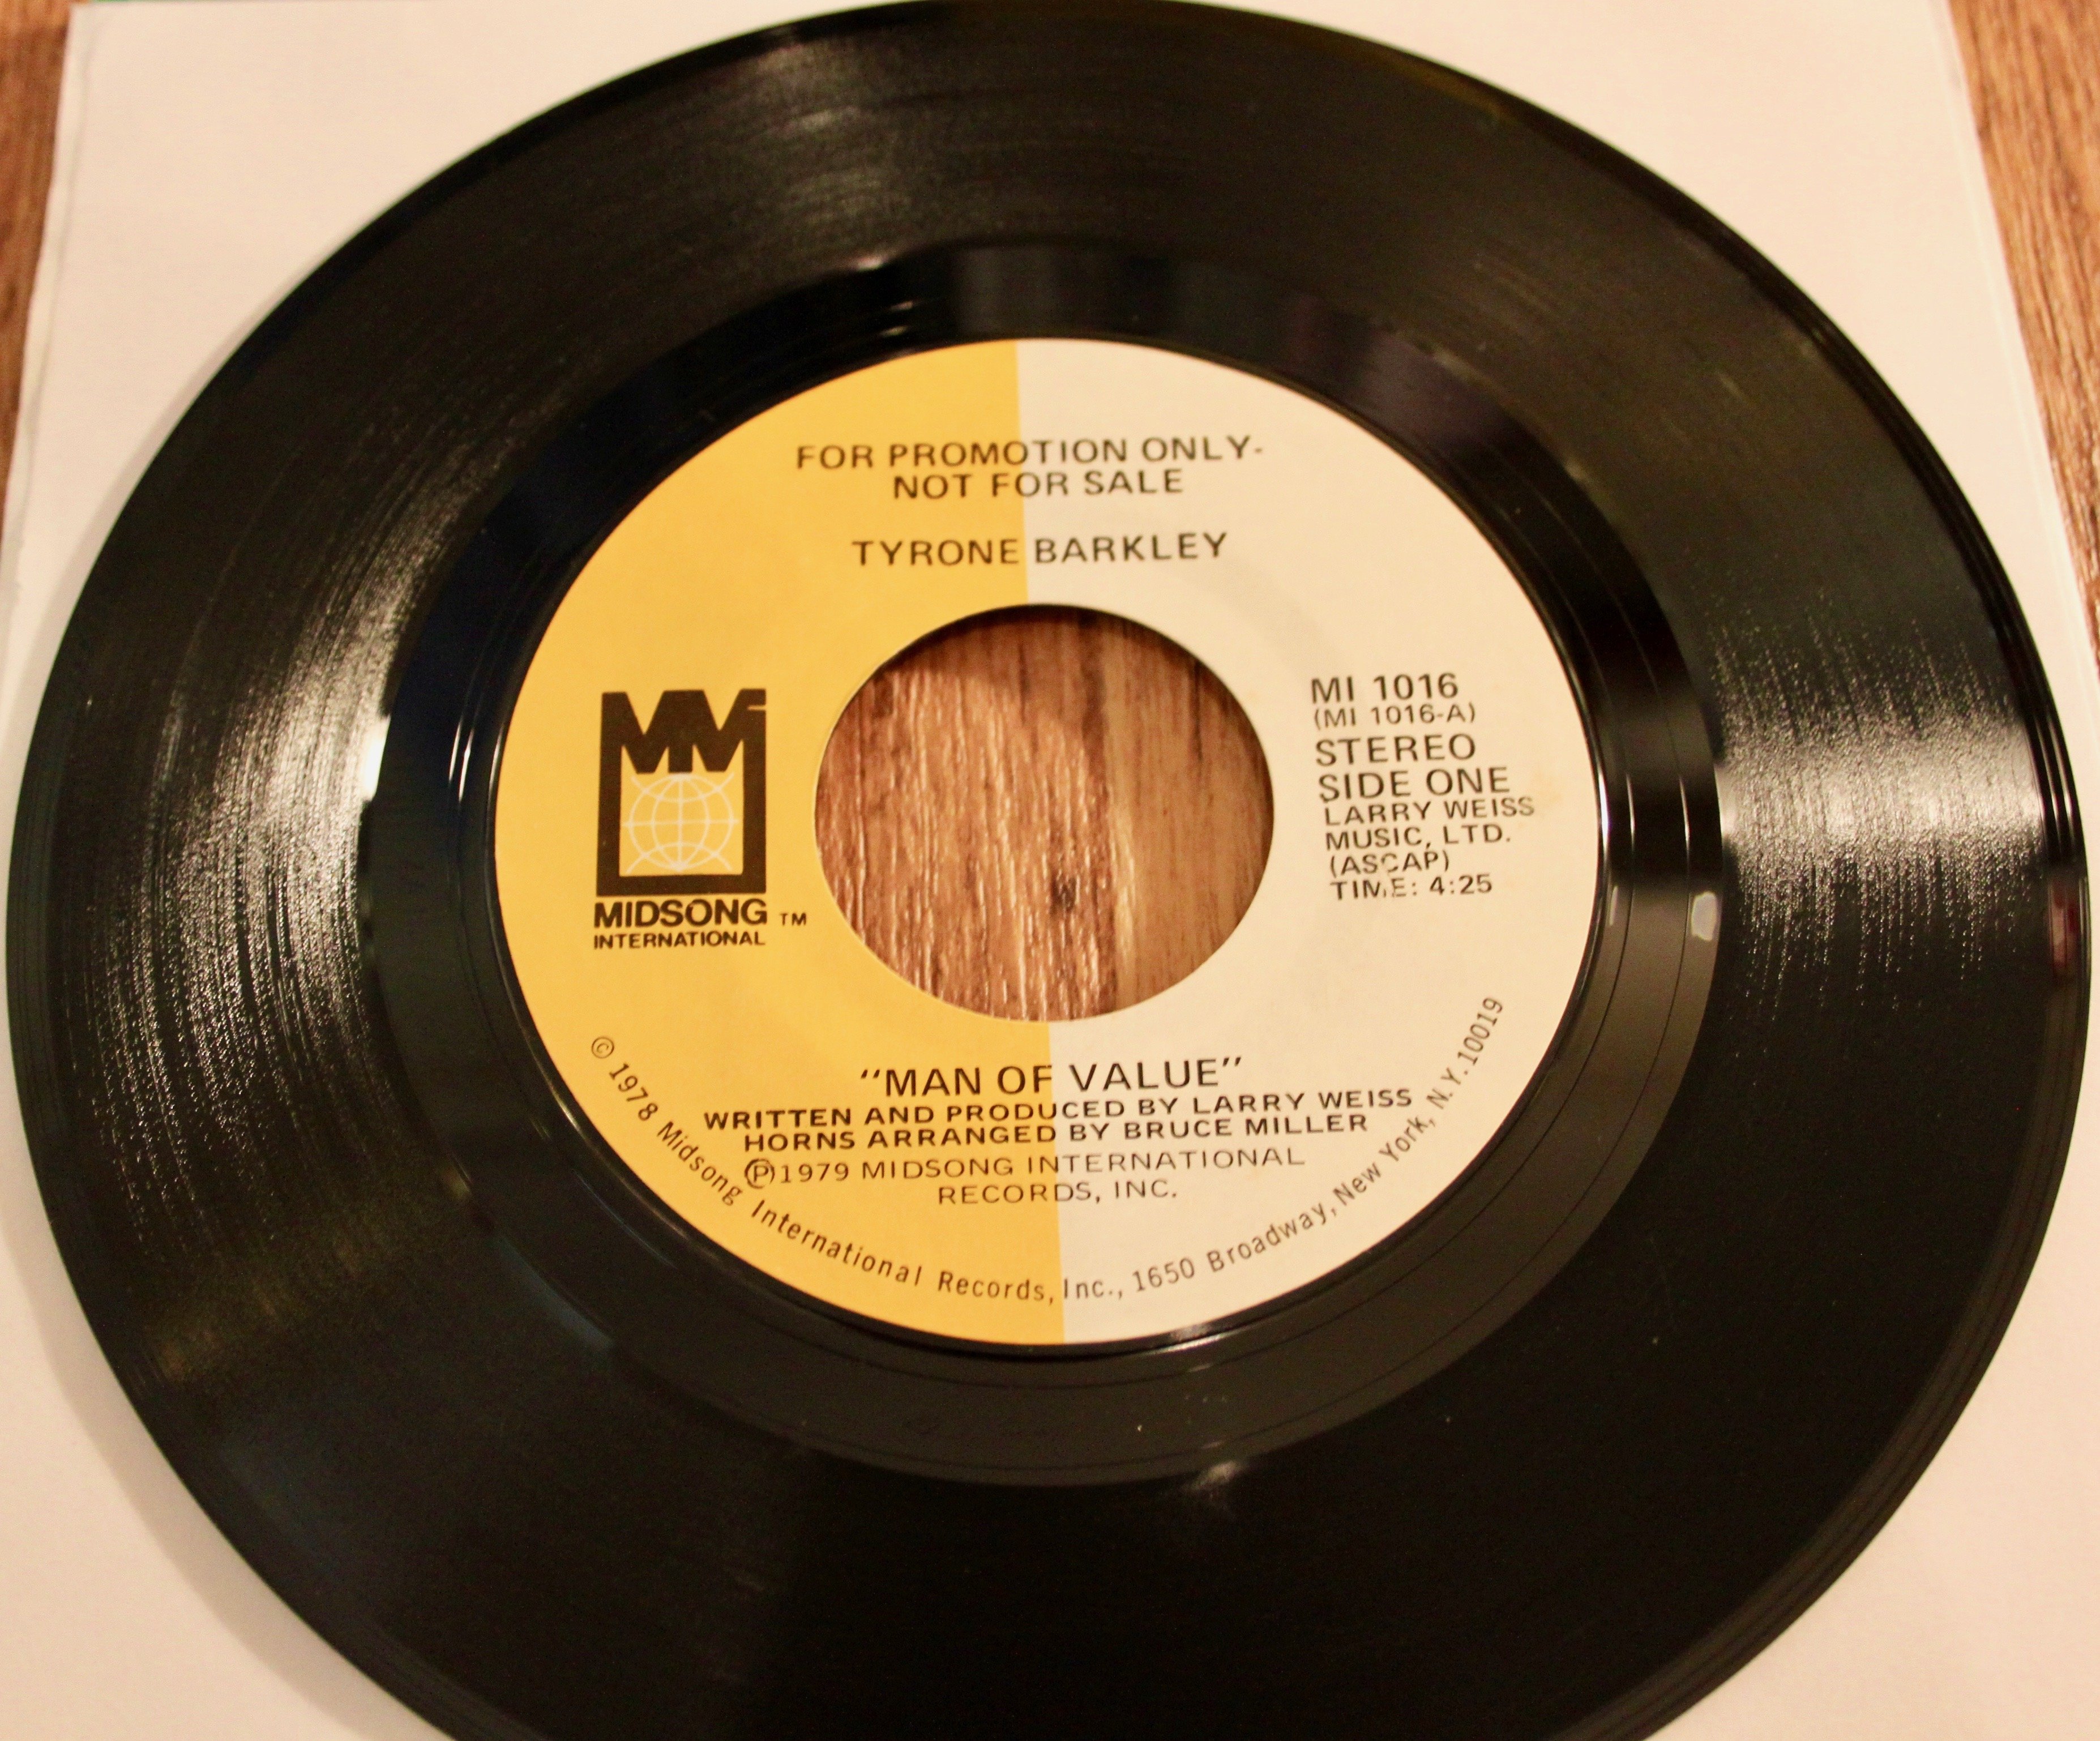 FOR PROMOTION ONLY-
NOT FOR SALE
TYRONE BARKLEY
MIDSONG TM
INTERNATIONAL
MI 1016
(MI 1016-A)
STEREO
SIDE ONE
LARRY WEISS
MUSIC, LTD.
(ASCAP)
TIME: 4:25
"MAN OF VALUE"
WRITTEN AND PRODUCED BY LARRY WEISS
HORNS ARRANGED BY BRUCE MILLER
Ⓟ1979 MIDSONG INTERNATIONAL
RECORDS, INC.
© 1978 Midsong International Records, Inc., 1650 Broadway, New York, N.Y. 10019